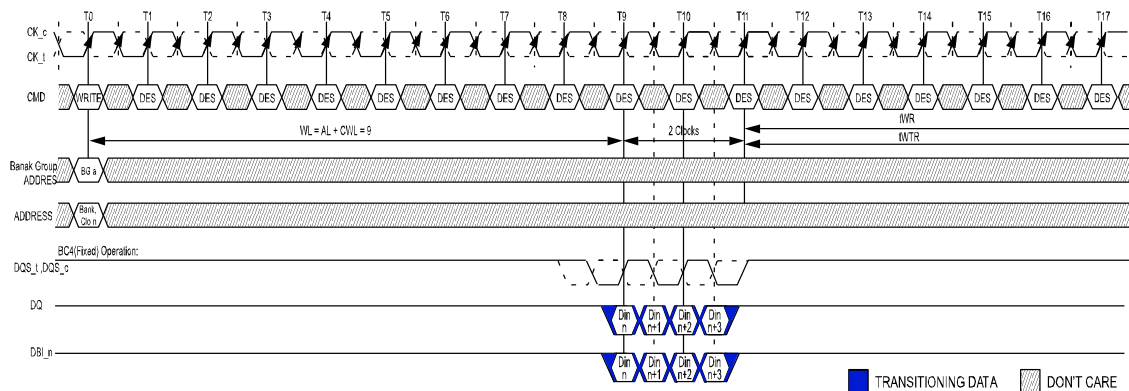 T0 T1 T2 T3 T4 T5 T6 T7 T8 T9 T10 T11 T12 T13 T14 T15 T16 T17
CK_c
CK_t
CMD WRITE DES DES DES DES DES DES DES DES DES DES DES DES DES DES DES DES DES
WL = AL + CWL = 9 2 Clocks tWR
tWTR
Banak Group
ADDRES
BG a
ADDRESS
Bank,
Clo n
BC4(Fixed) Operation:
DQS_t ,DQS_c
DQ
Din
n
Din
n+1
Din
n+2
Din
n+3
DBI_n
Din
n
Din
n+1
Din
n+2
Din
n+3
TRANSITIONING DATA DON'T CARE